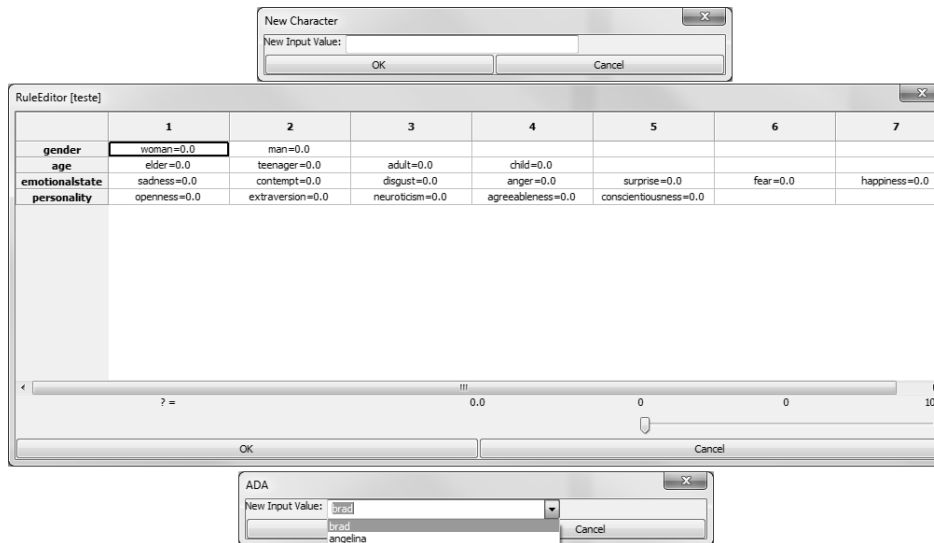 New Character
New Input Value:
OK Cancel
RuleEditor [teste]
1 2 3 4 5 6 7
gender woman=0.0 man=0.0
age elder=0.0 teenager=0.0 adult=0.0 child=0.0
emotionalstate sadness=0.0 contempt=0.0 disgust=0.0 anger=0.0 surprise=0.0 fear=0.0 happiness=0.0
personality openness=0.0 extraversion=0.0 neuroticism=0.0 agreeableness=0.0 conscientiousness=0.0
? = 0.0 0 0 10
OK Cancel
ADA
New Input Value: brad
brad Cancel
angelina